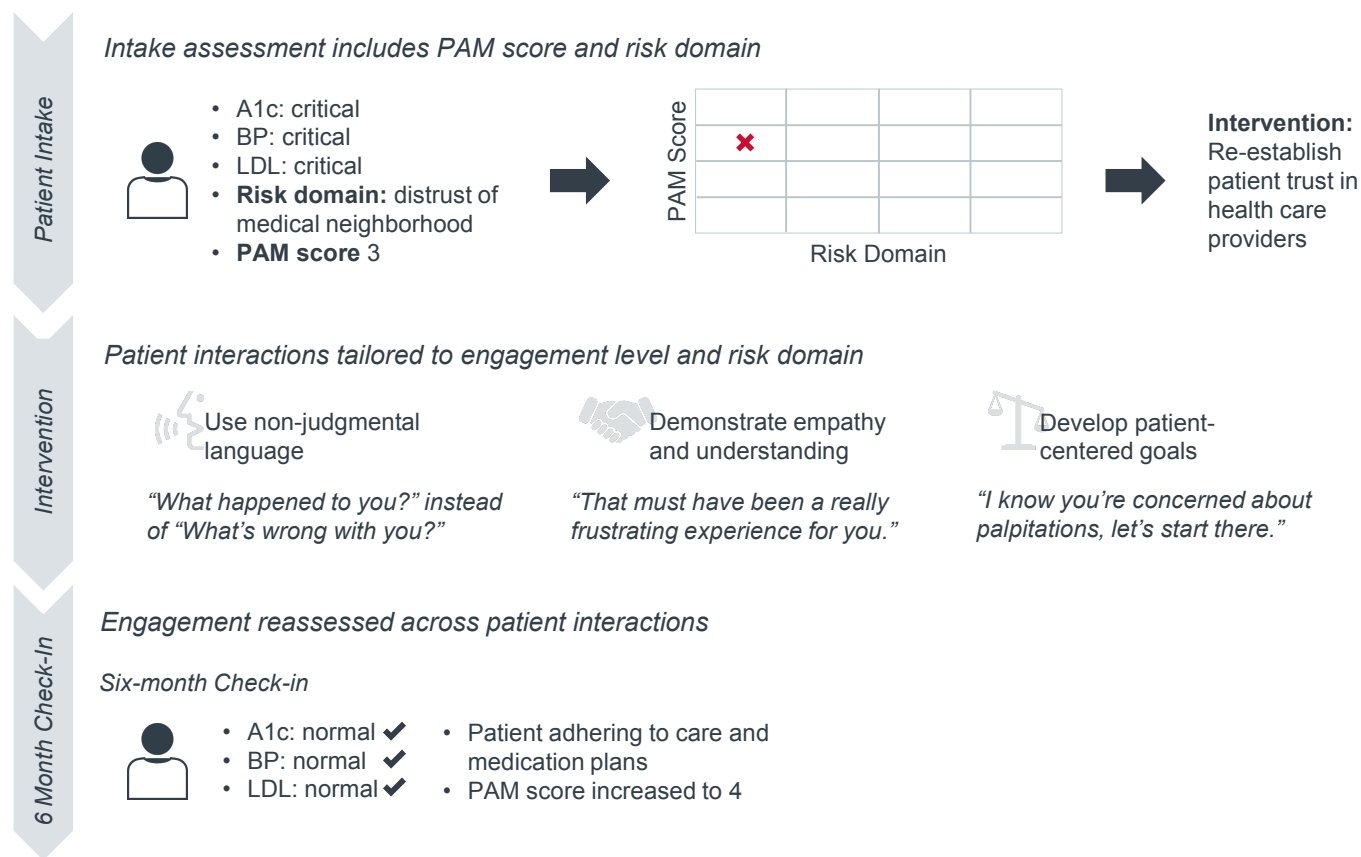 Patient Intake
Intake assessment includes PAM score and risk domain
• A1c: critical
• BP: critical
• LDL: critical
• Risk domain: distrust of
medical neighborhood
• PAM score 3
PAM Score
Risk Domain
Intervention:
Re-establish
patient trust in
health care
providers
Intervention
Patient interactions tailored to engagement level and risk domain
Use non-judgmental
language
“What happened to you?” instead
of “What’s wrong with you?”
Demonstrate empathy
and understanding
“That must have been a really
frustrating experience for you.”
Develop patient-
centered goals
“I know you’re concerned about
palpitations, let’s start there.”
6 Month Check-In
Engagement reassessed across patient interactions
Six-month Check-in
• A1c: normal ✔
• BP: normal ✔
• LDL: normal ✔
• Patient adhering to care and
medication plans
• PAM score increased to 4